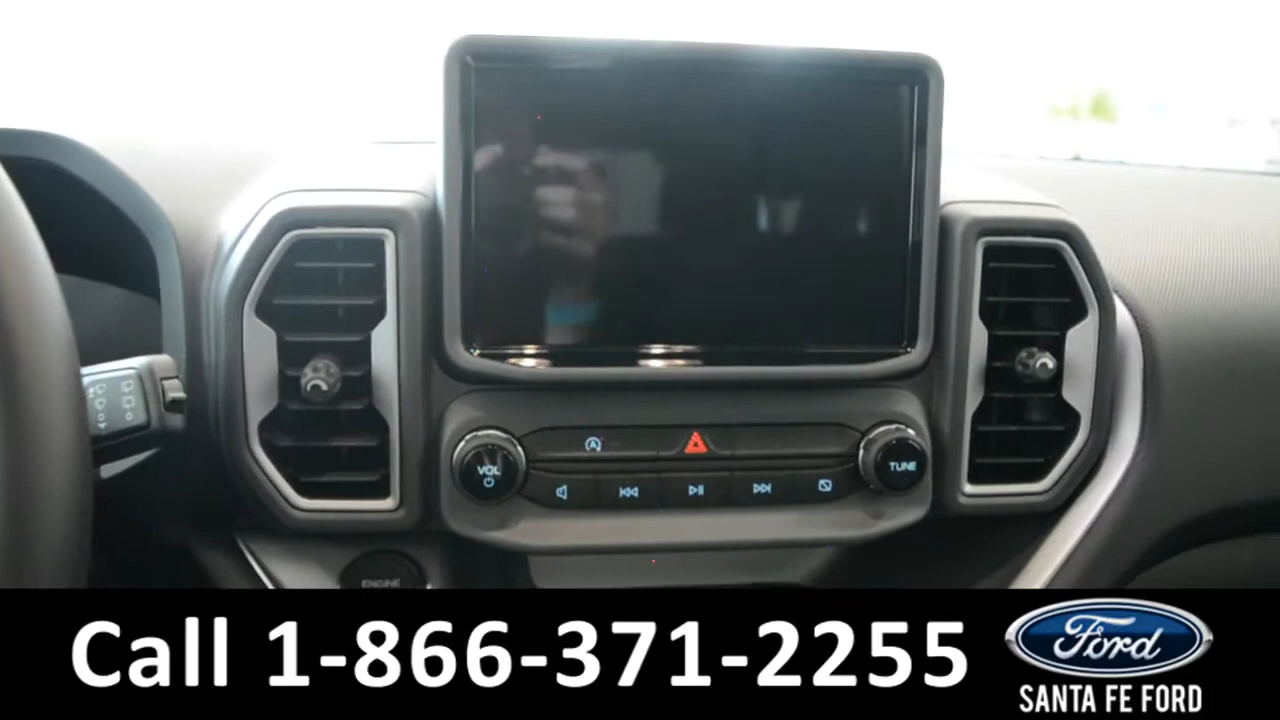 VOL
TUNE
ENGINE
Call 1-866-371-2255
Ford
SANTA FE FORD